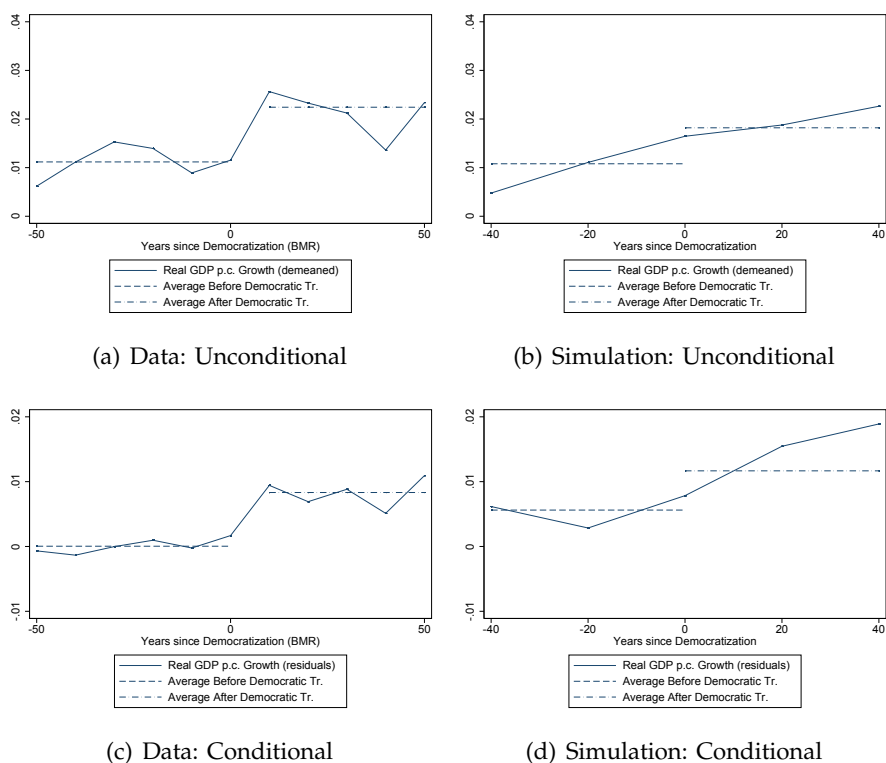 0 .01 .02 .03 .04
-50 0 50
Years since Democratization (BMR)
Real GDP p.c. Growth (demeaned)
Average Before Democratic Tr.
Average After Democratic Tr.
(a) Data: Unconditional
0 .01 .02 .03 .04
-40 -20 0 20 40
Years since Democratization
Real GDP p.c. Growth (demeaned)
Average Before Democratic Tr.
Average After Democratic Tr.
(b) Simulation: Unconditional
-.01 0 .01 .02
-50 0 50
Years since Democratization (BMR)
Real GDP p.c. Growth (residuals)
Average Before Democratic Tr.
Average After Democratic Tr.
(c) Data: Conditional
-.01 0 .01 .02
-40 -20 0 20 40
Years since Democratization
Real GDP p.c. Growth (residuals)
Average Before Democratic Tr.
Average After Democratic Tr.
(d) Simulation: Conditional